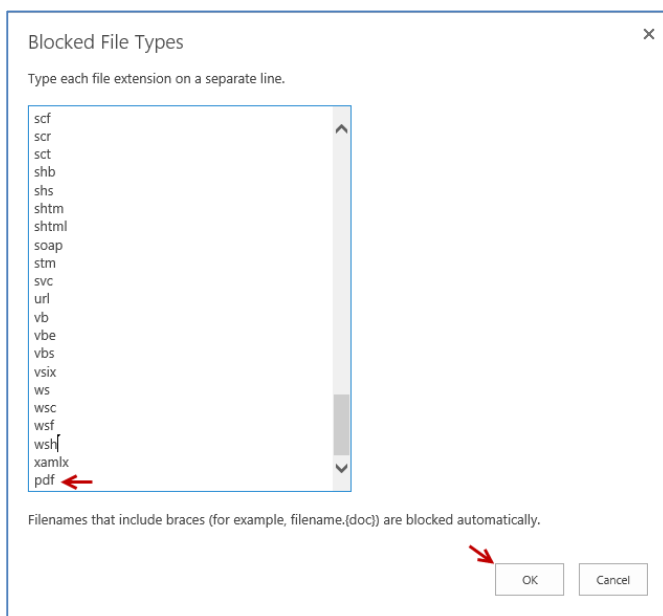 Blocked File Types
Type each file extension on a separate line.
scf
scr
sct
shb
shs
shtm
shtml
soap
stm
svc
url
vb
vbe
vbs
vsix
ws
wsc
wsf
wsh
xamlx
pdf
Filenames that include braces (for example, filename.{doc}) are blocked automatically.
OK
Cancel